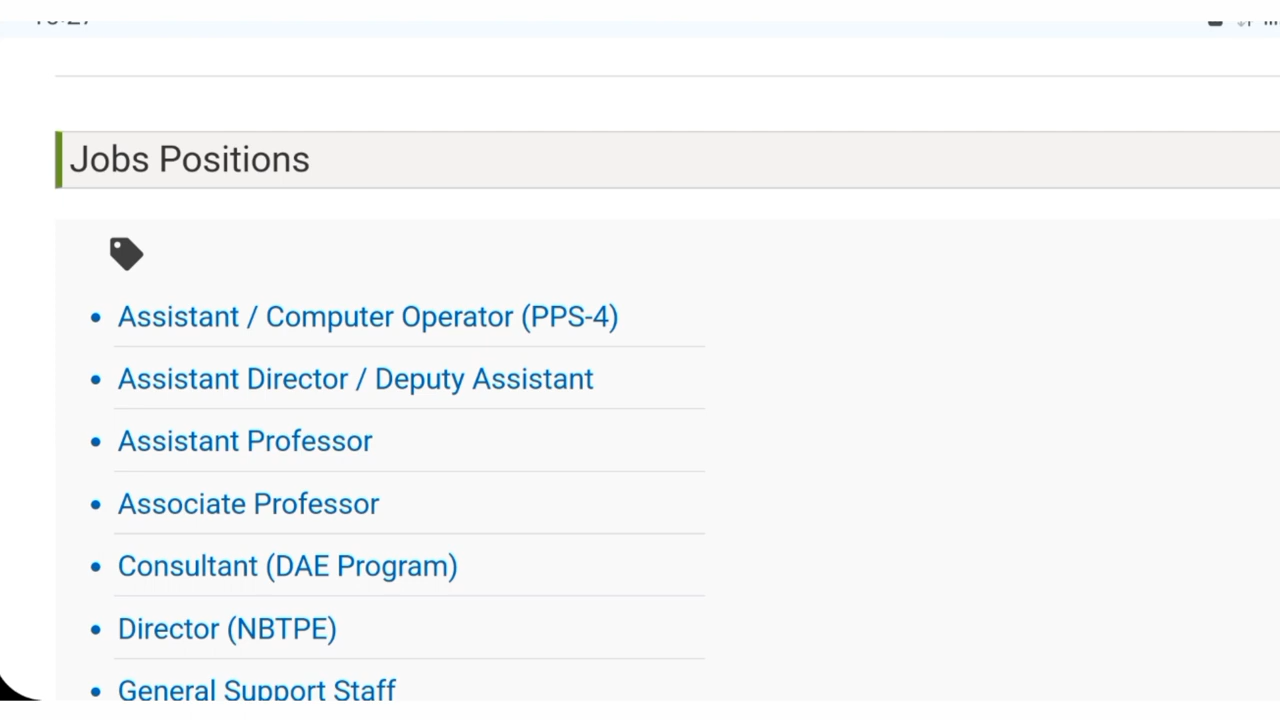 Jobs Positions
Assistant / Computer Operator (PPS-4)
Assistant Director / Deputy Assistant
Assistant Professor
Associate Professor
Consultant (DAE Program)
Director (NBTPE)
General Support Staff